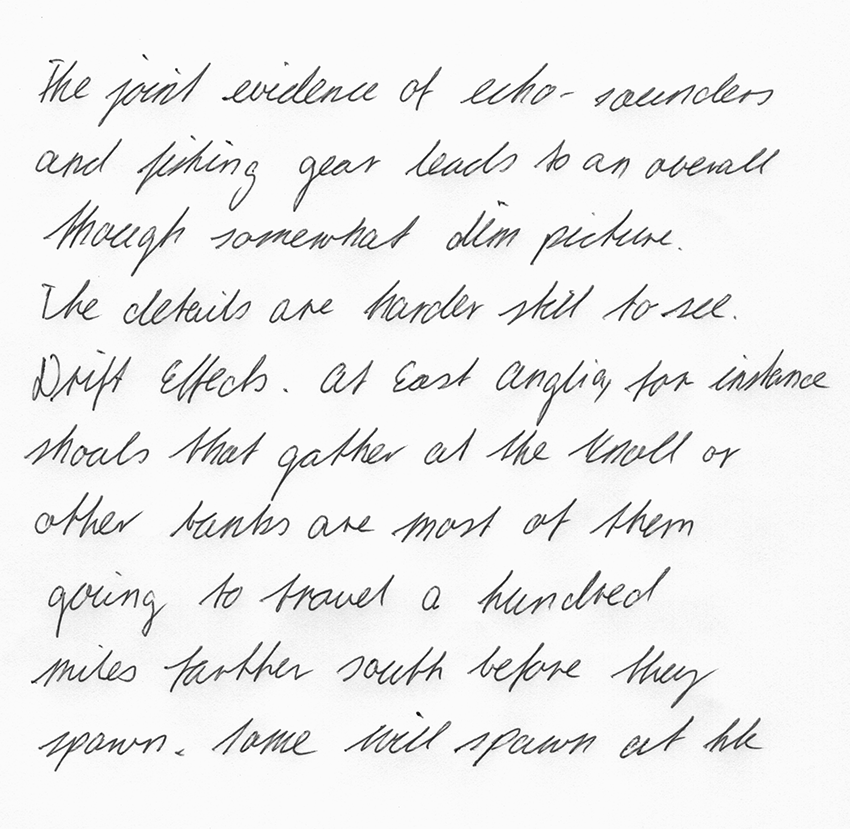 The joint evidence of echo-sounders
and fishing gear leads to an overall
though somewhat dim picture.
The details are harder still to see.
Drift Effects. At East Anglia, for instance
shoals that gather at the Knoll or
other banks are most of them
going to travel a hundred
miles farther south before they
spawn. Some will spawn at the